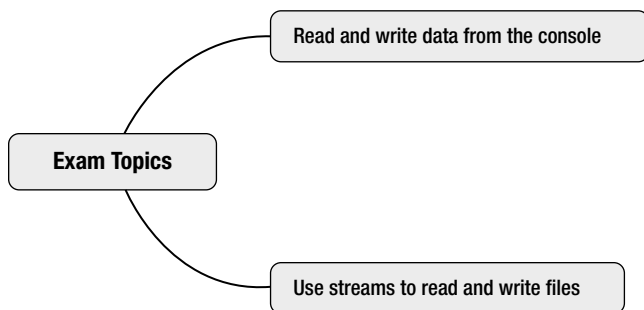 Read and write data from the console
Exam Topics
Use streams to read and write files